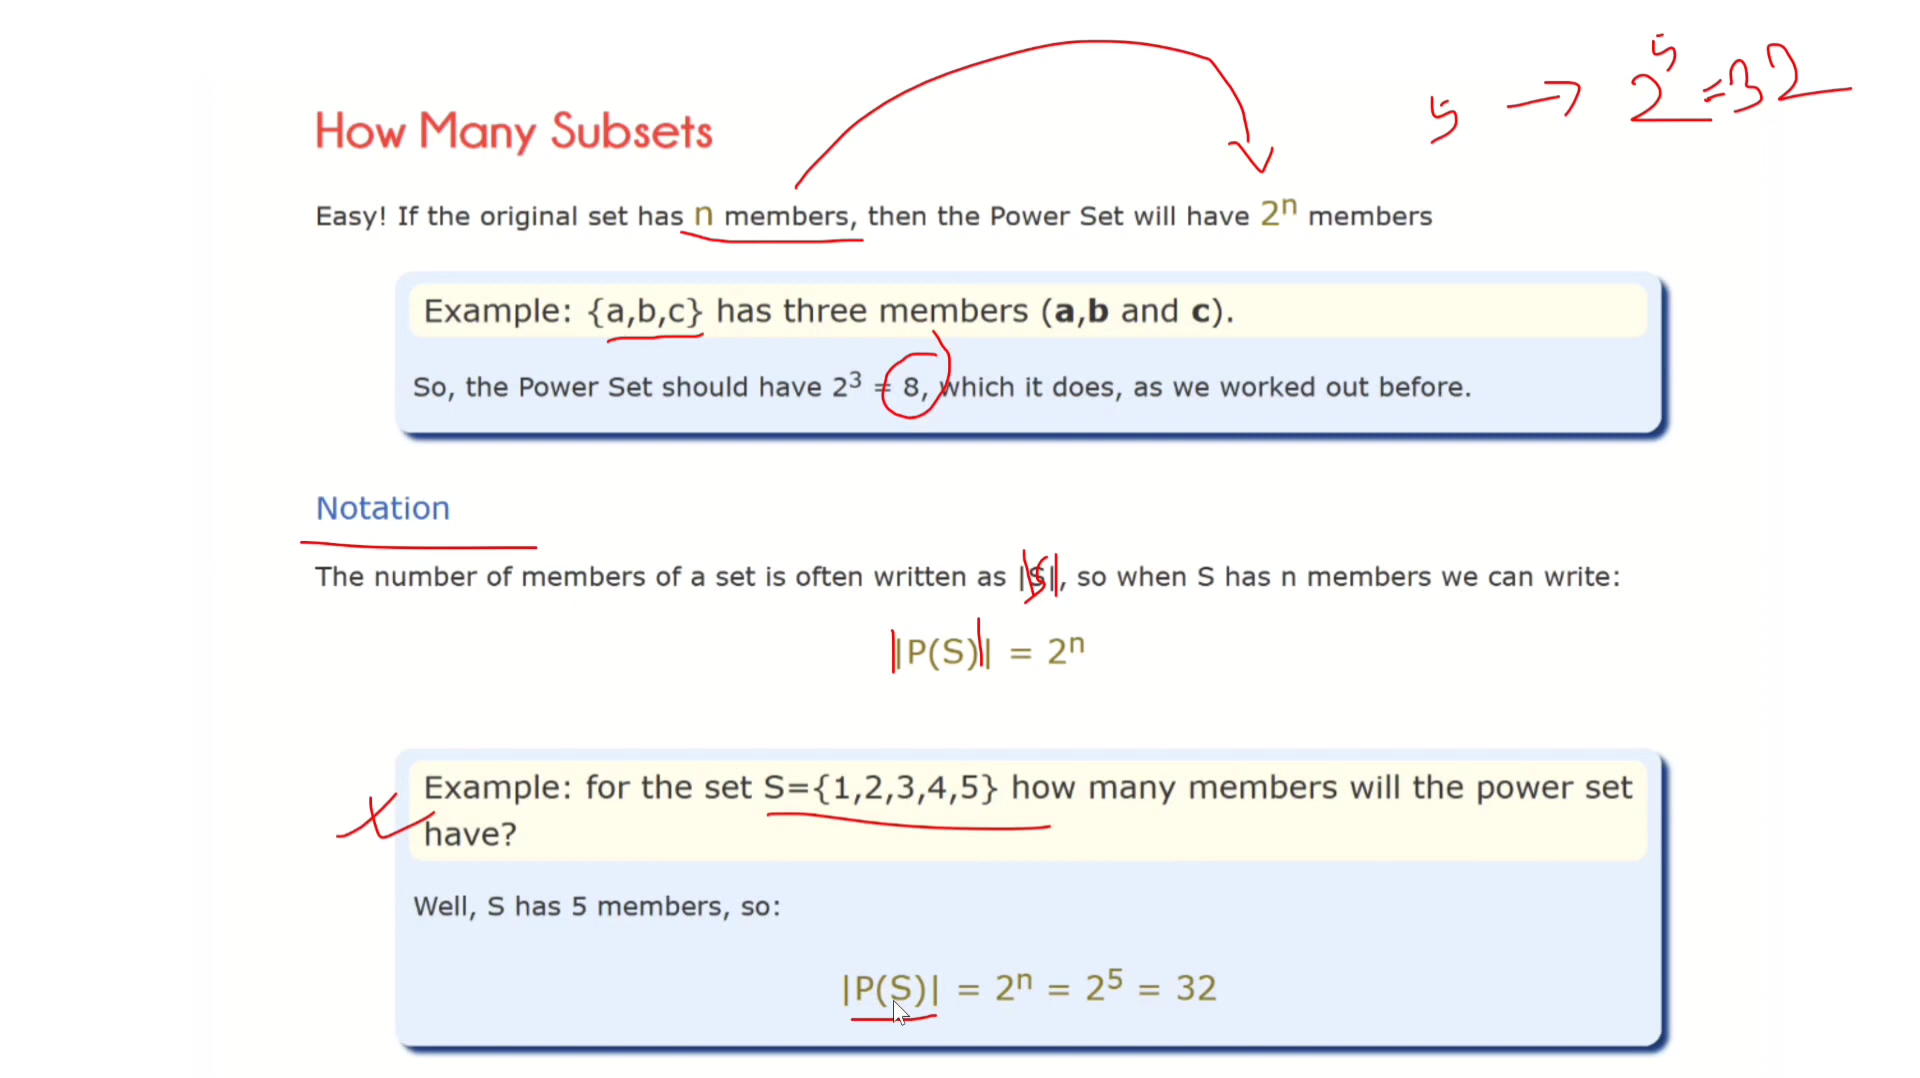 5 → 2⁵ = 32
How Many Subsets
Easy! If the original set has n members, then the Power Set will have 2ⁿ members
Example: {a,b,c} has three members (a,b and c).
So, the Power Set should have 2³ = 8, which it does, as we worked out before.
Notation
The number of members of a set is often written as |S|, so when S has n members we can write:
|P(S)| = 2ⁿ
Example: for the set S={1,2,3,4,5} how many members will the power set
have?
Well, S has 5 members, so:
|P(S)| = 2ⁿ = 2⁵ = 32